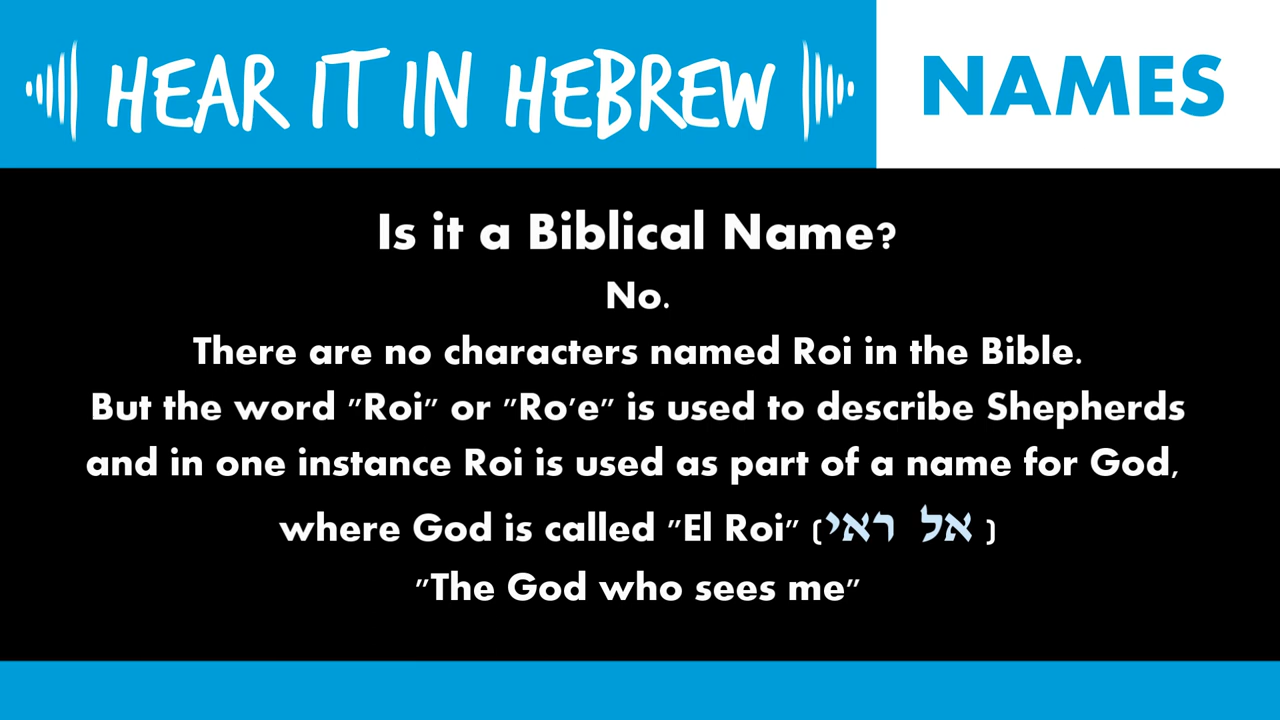 HEAR IT IN HEBREW
NAMES
Is it a Biblical Name?
No.
There are no characters named Roi in the Bible.
But the word "Roi" or "Ro'e" is used to describe Shepherds
and in one instance Roi is used as part of a name for God,
where God is called "El Roi" (אל ראי )
"The God who sees me"